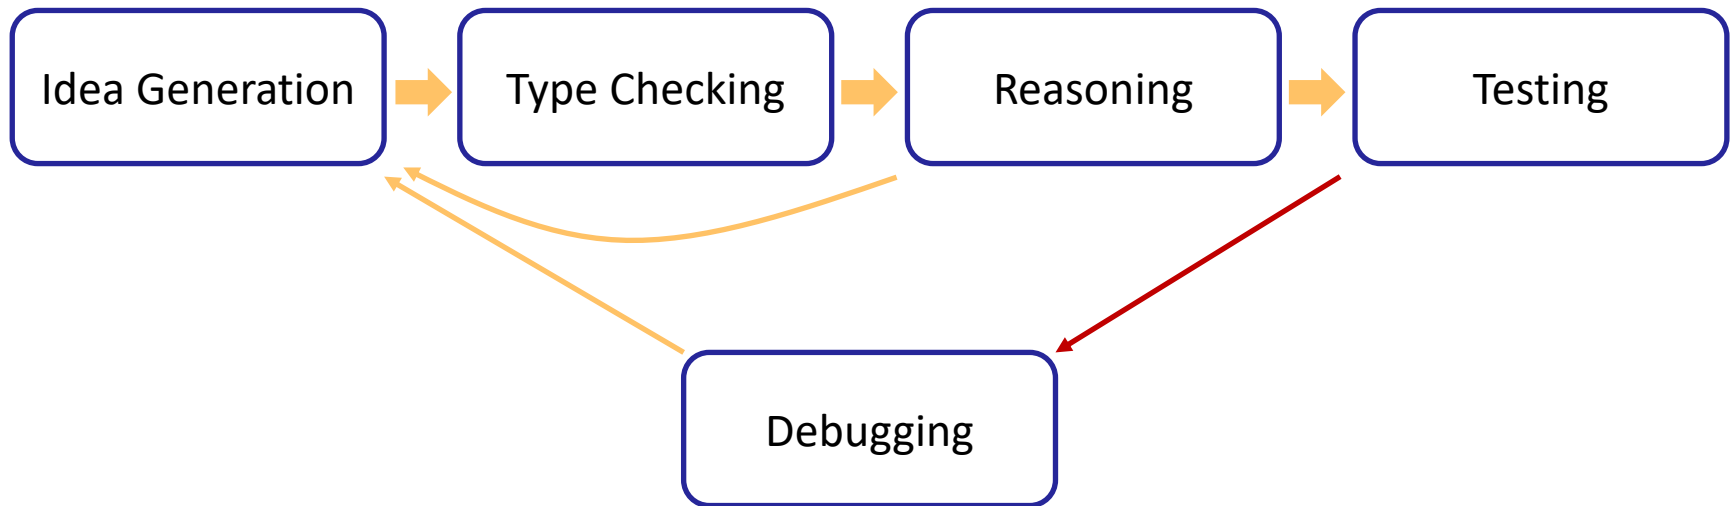 Idea Generation
Type Checking
Reasoning
Testing
Debugging